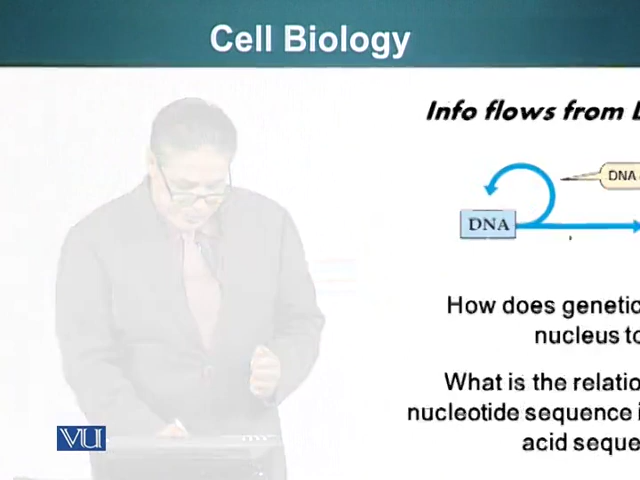 Cell Biology
Info flows from
DNA
DNA
How does genetic
nucleus to
What is the relatio
nucleotide sequence i
acid seque
VU